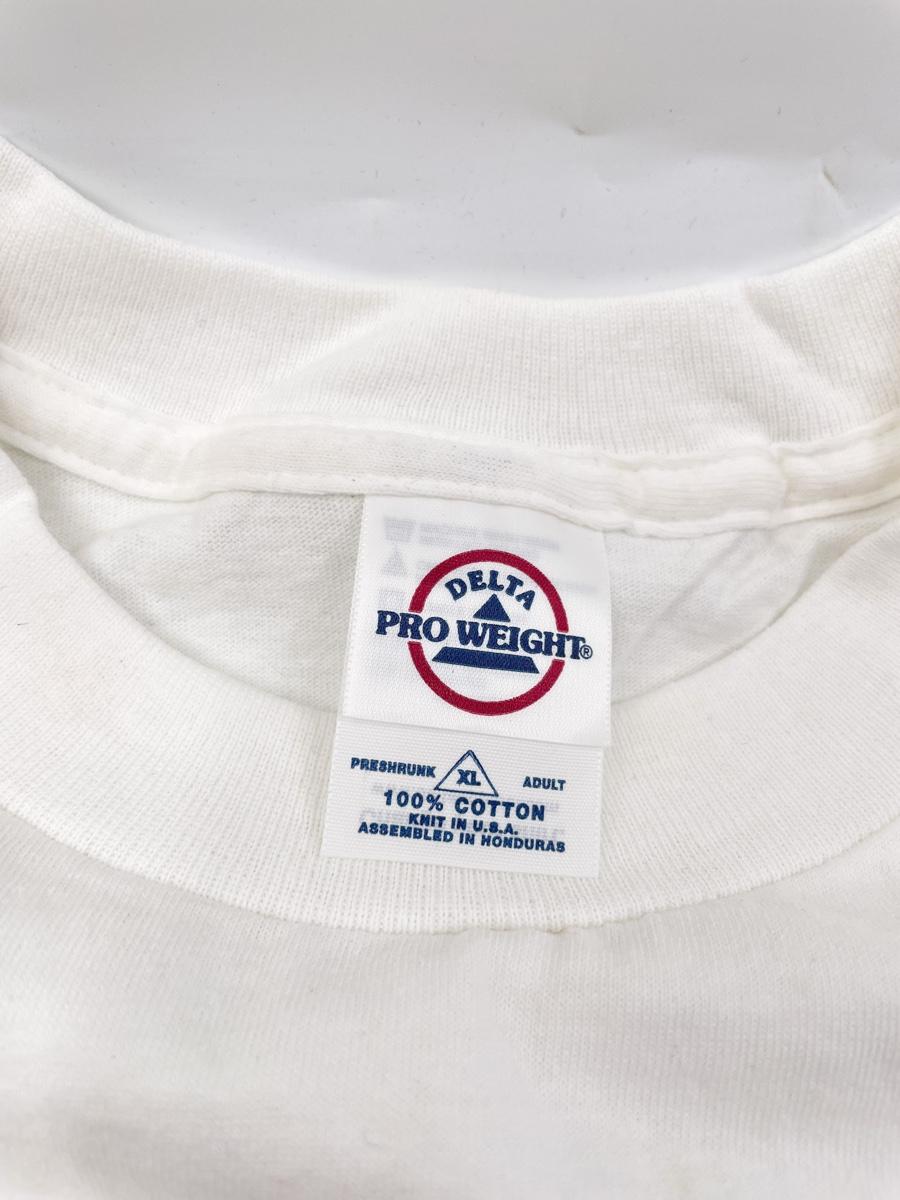 DELTA
PRO WEIGHT®
PRESHRUNK XL ADULT
100% COTTON
KNIT IN U.S.A.
ASSEMBLED IN HONDURAS